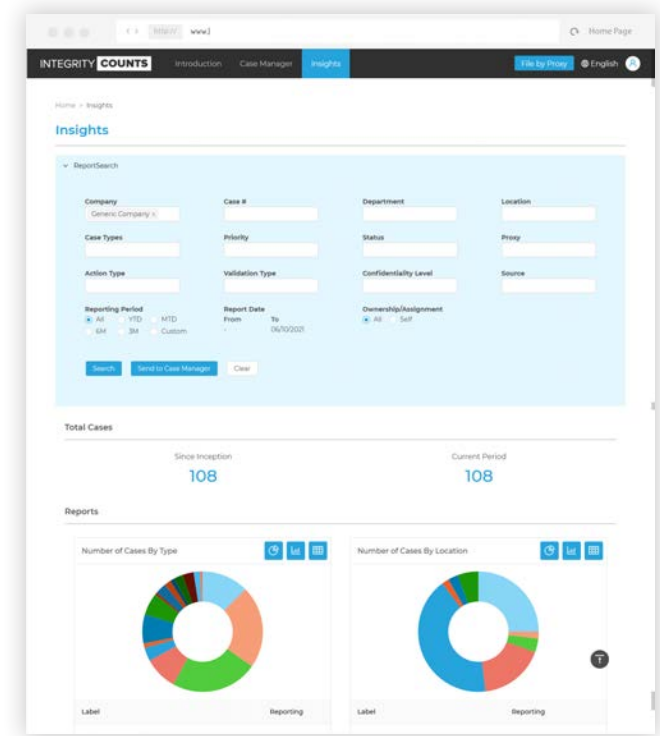 www.|
Home Page
INTEGRITY COUNTS Introduction Case Manager Insights File by Proxy English
Home > Insights
Insights
ReportSearch
Company Case # Department Location
Generic Company ×
Case Types Priority Status Proxy
Action Type Validation Type Confidentiality Level Source
Reporting Period Report Date Ownership/Assignment
All YTD MTD From To All Self
6M 3M Custom - 06/10/2021
Search Send to Case Manager Clear
Total Cases
Since Inception Current Period
108 108
Reports
Number of Cases By Type Number of Cases By Location
Label Reporting Label Reporting